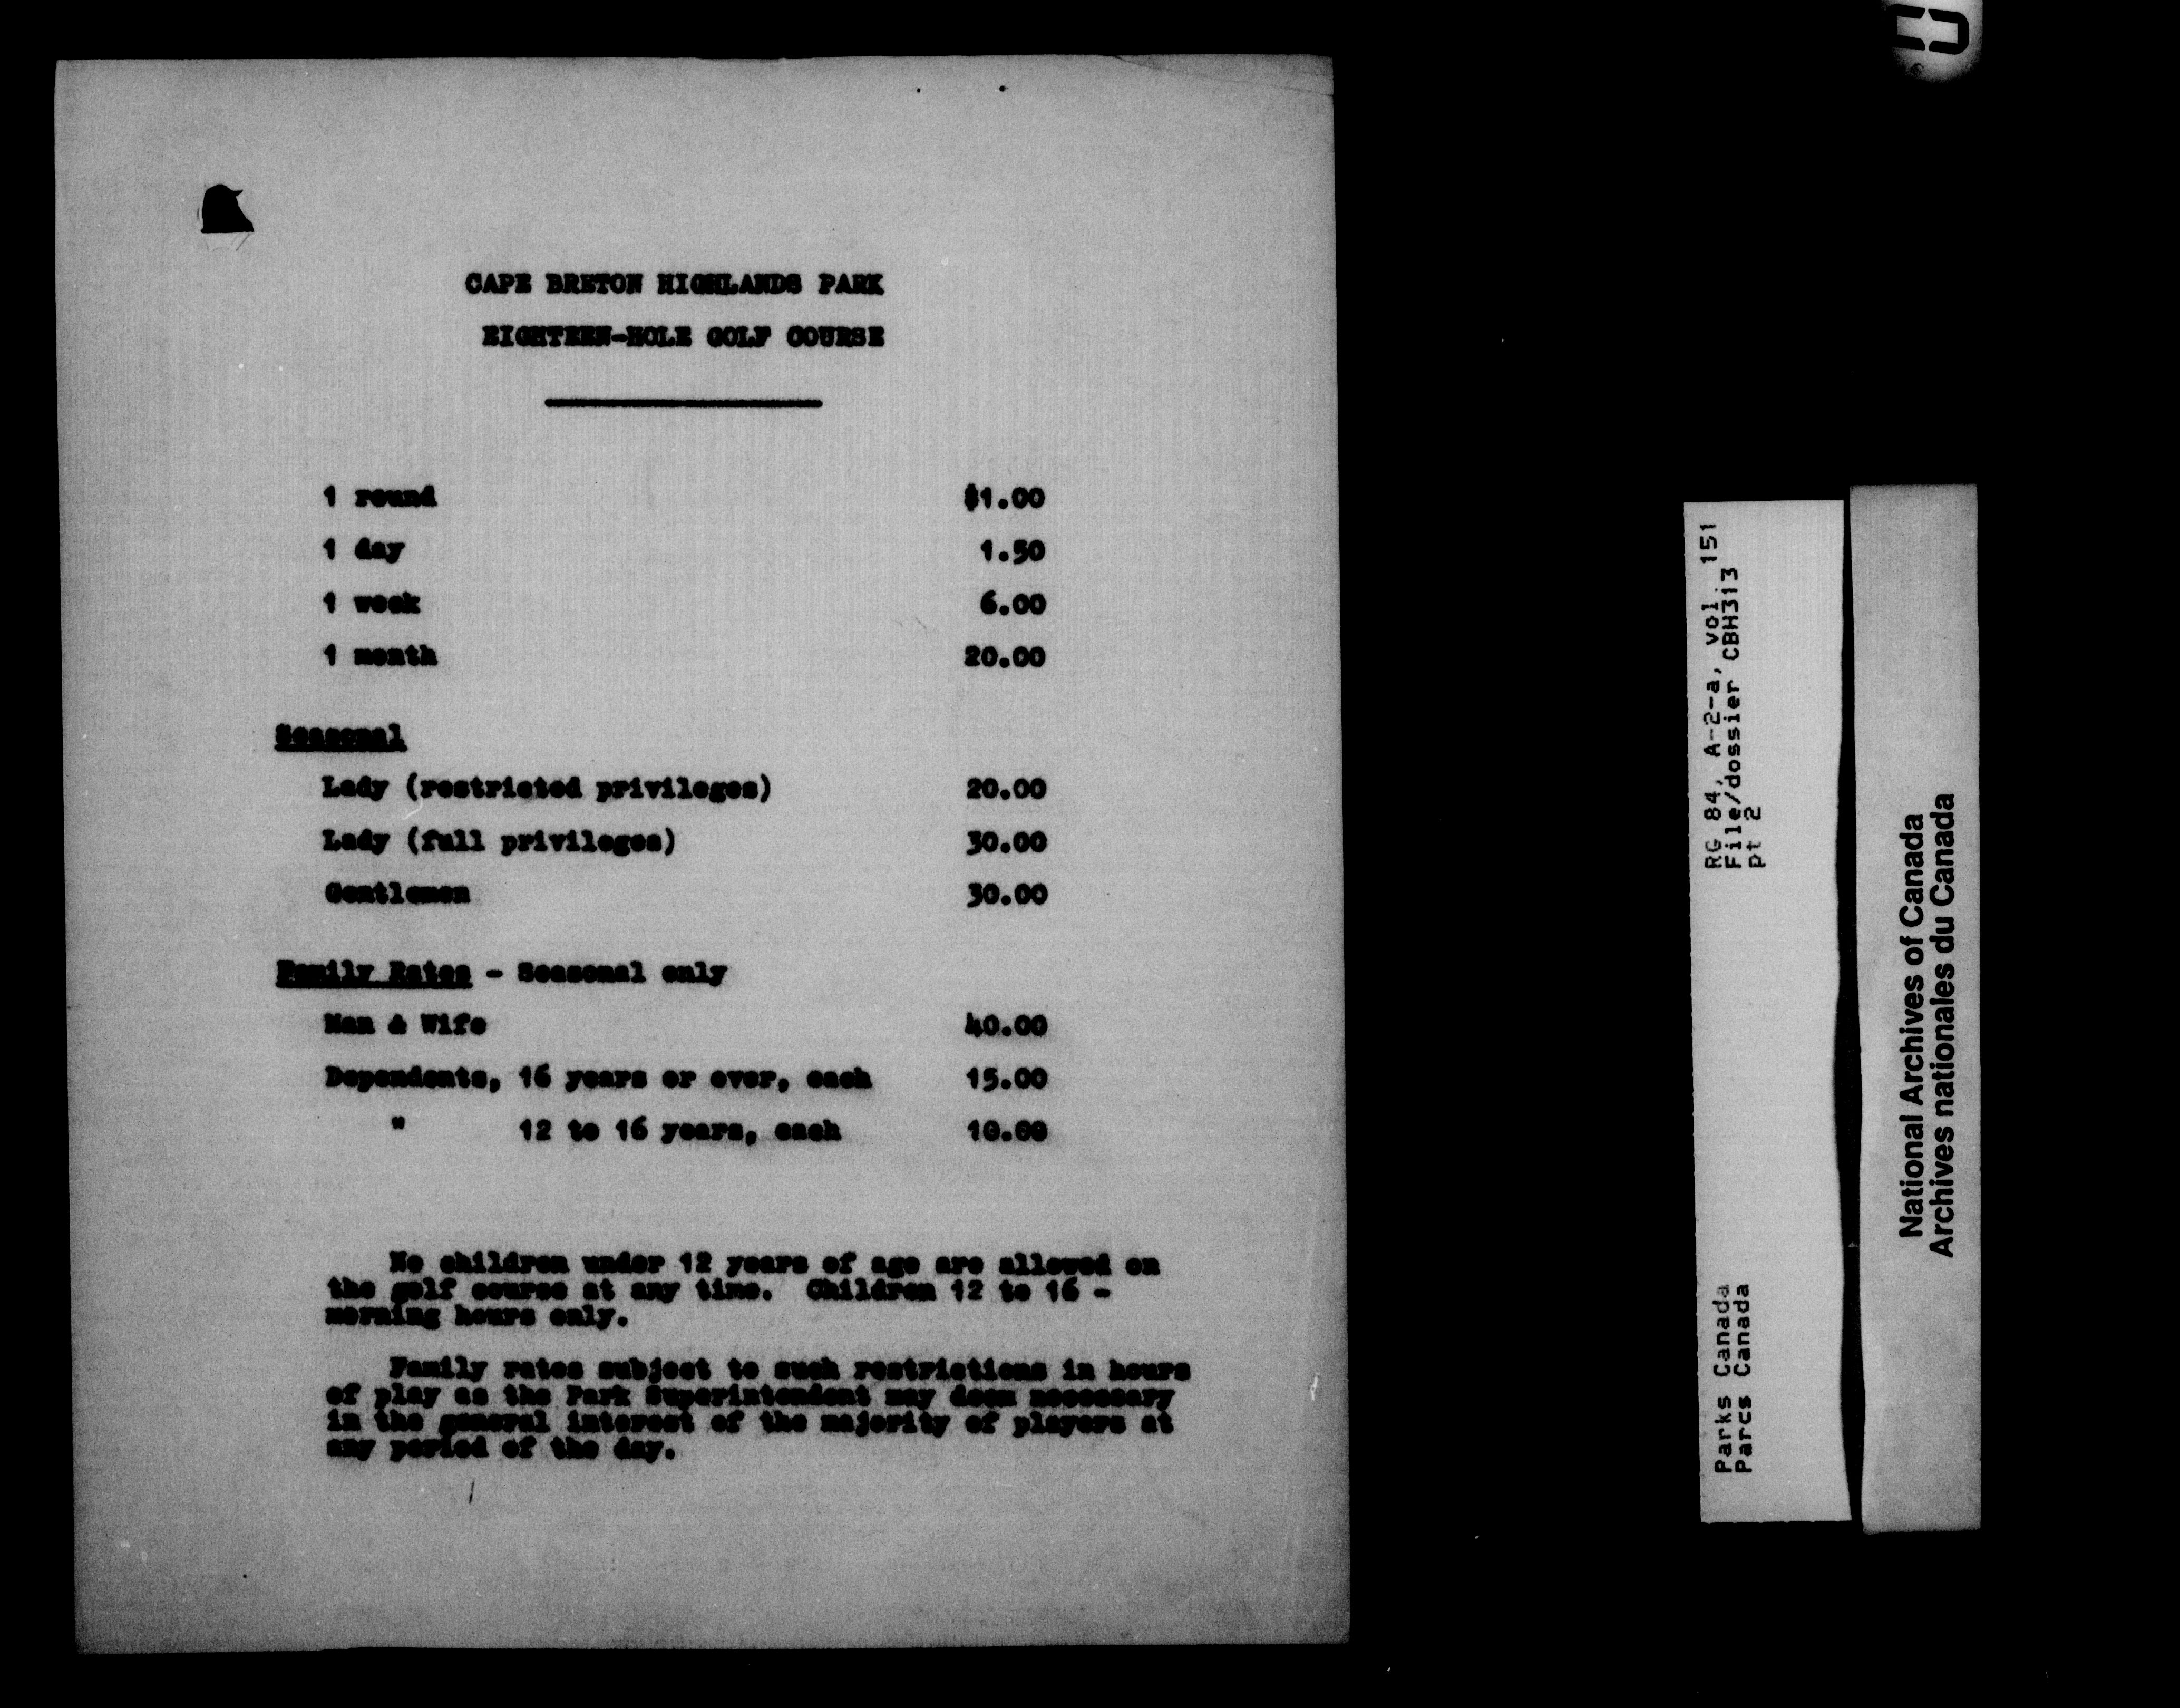 CAPE BRETON HIGHLANDS PARK
EIGHTEEN-HOLE GOLF COURSE
1 round $1.00
1 day 1.50
1 week 6.00
1 month 20.00
Seasonal
Lady (restricted privileges) 20.00
Lady (full privileges) 30.00
Gentlemen 30.00
Family Rates - Seasonal only
Man & Wife 40.00
Dependents, 16 years or over, each 15.00
" 12 to 16 years, each 10.00
No children under 12 years of age are allowed on
the golf course at any time. Children 12 to 16 -
morning hours only.
Family rates subject to such restrictions in hours
of play as the Park Superintendent may deem necessary
in the general interest of the majority of players at
any period of the day.
RG 84, A-2-a, vol. 151
File/dossier CBH313
pt 2
Parks Canada
Parcs Canada
National Archives of Canada
Archives nationales du Canada